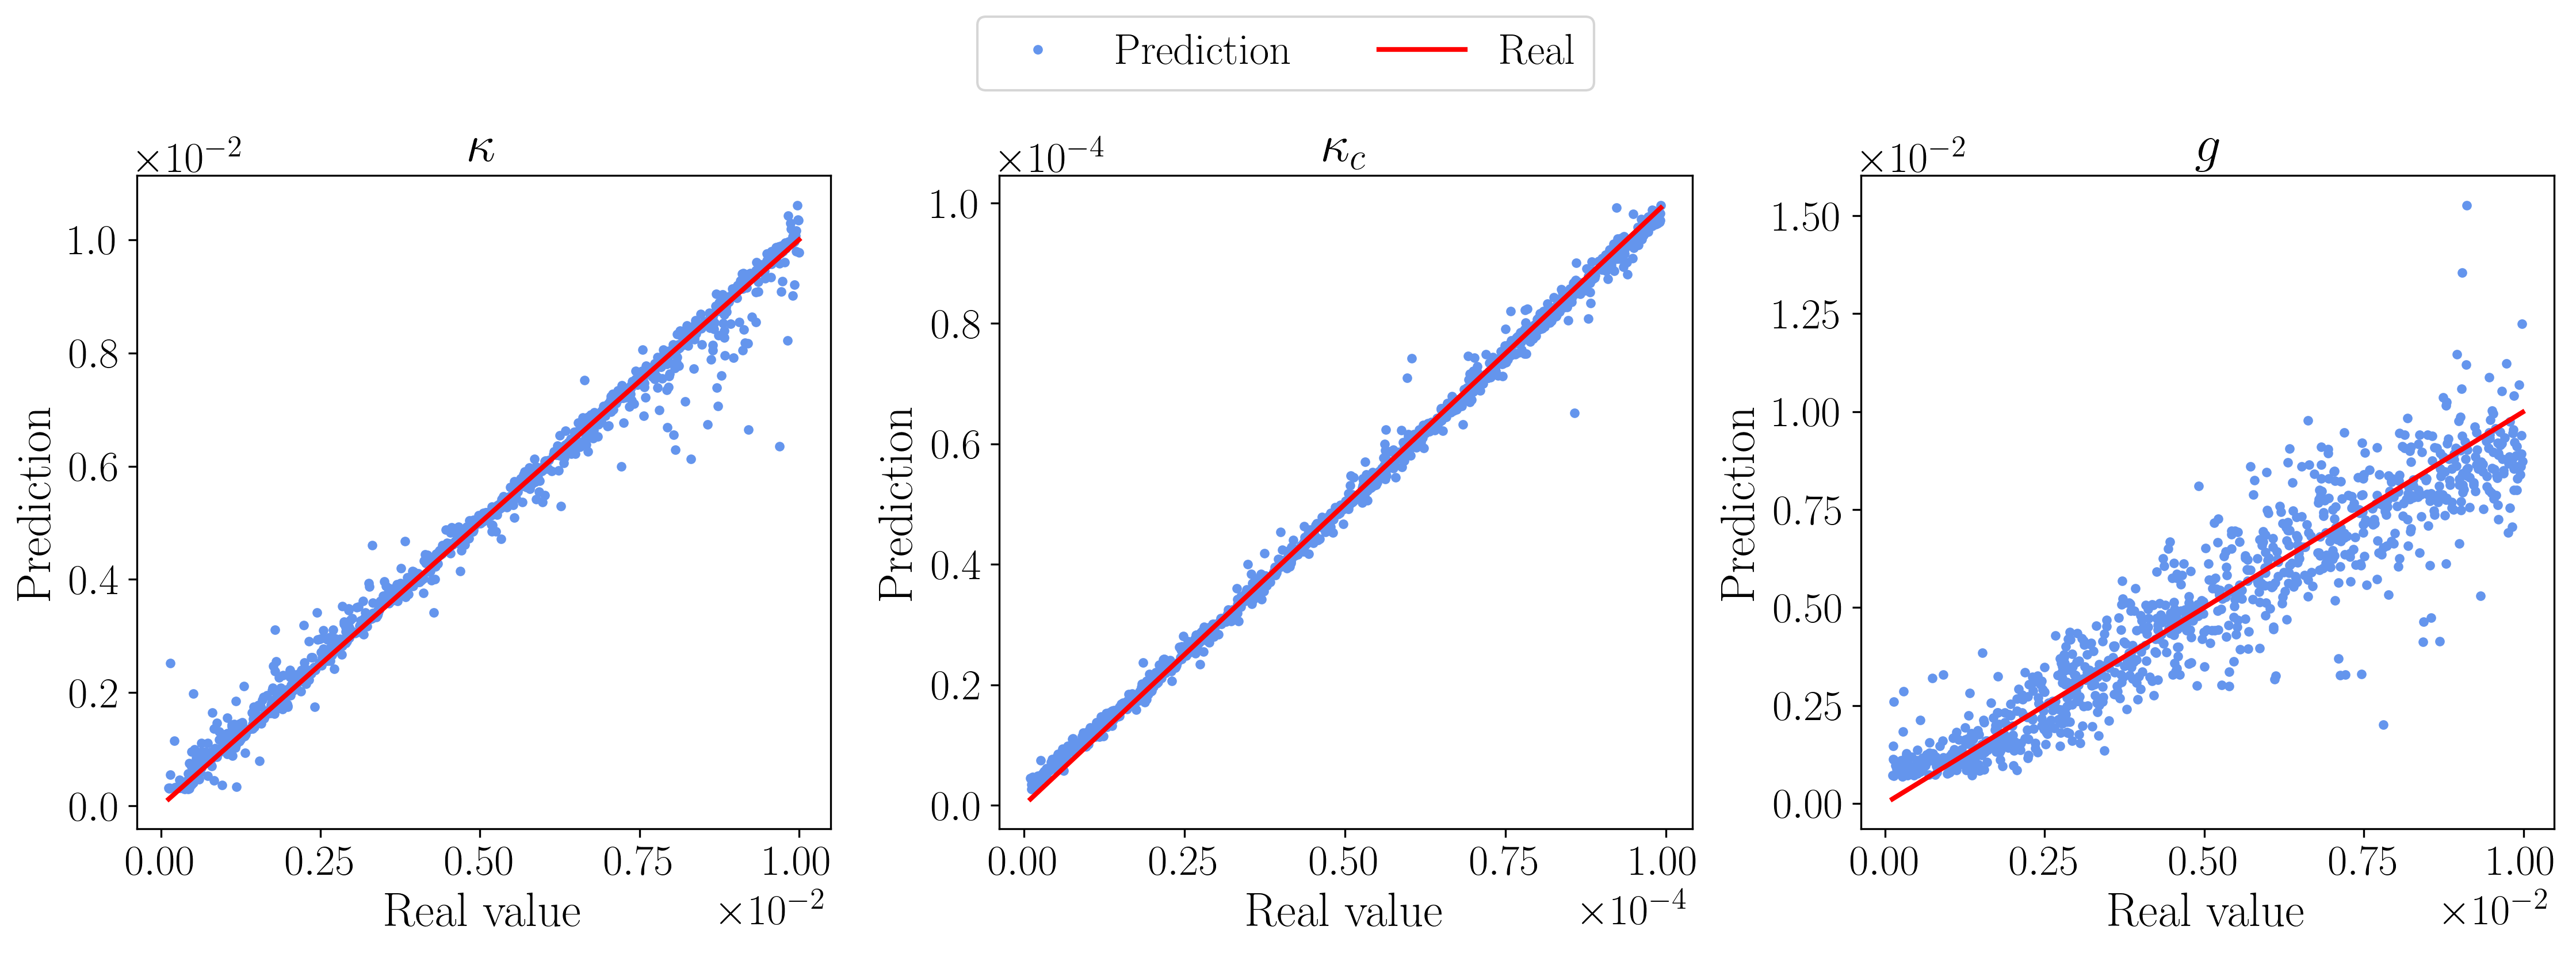 Prediction Real
×10⁻² κ
×10⁻⁴ κ_c
×10⁻² g
Prediction
1.0
0.8
0.6
0.4
0.2
0.0
0.00 0.25 0.50 0.75 1.00
Real value ×10⁻²
Prediction
1.0
0.8
0.6
0.4
0.2
0.0
0.00 0.25 0.50 0.75 1.00
Real value ×10⁻⁴
Prediction
1.50
1.25
1.00
0.75
0.50
0.25
0.00
0.00 0.25 0.50 0.75 1.00
Real value ×10⁻²